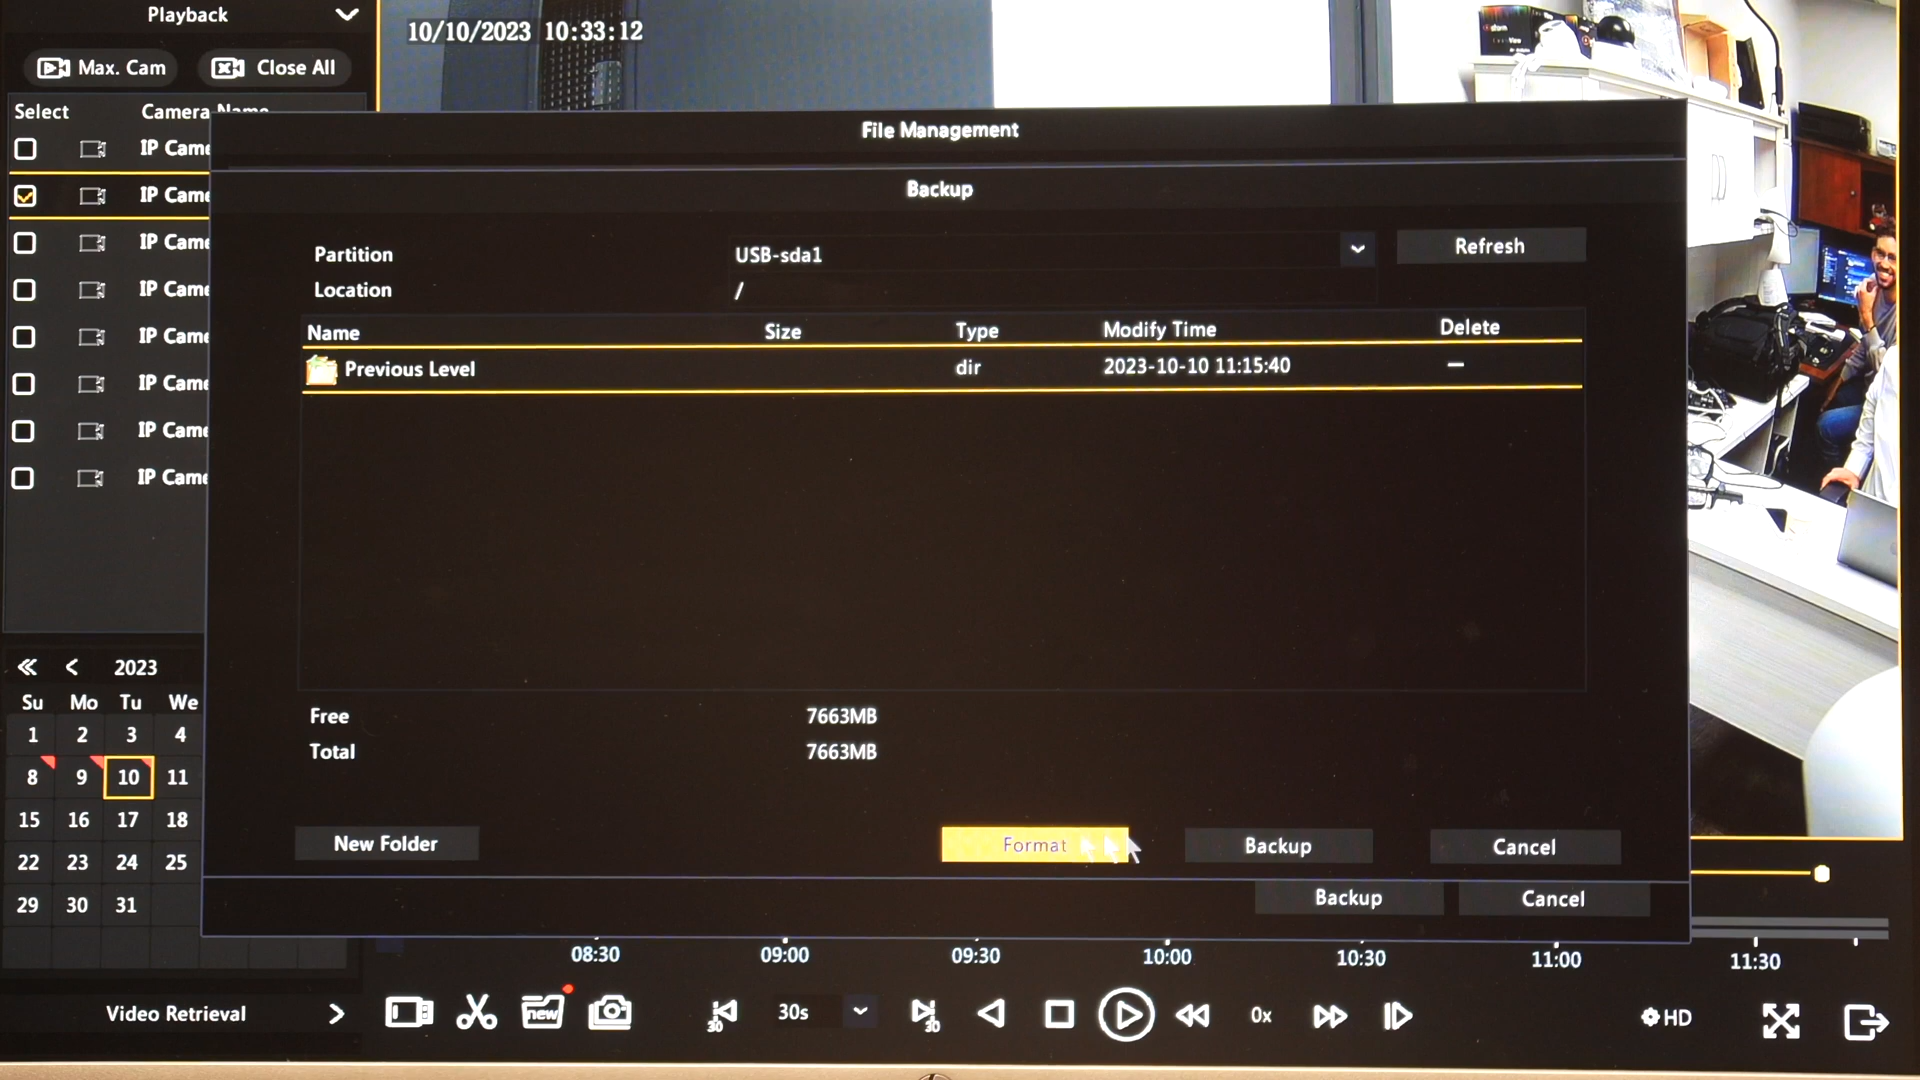 Playback
10/10/2023 10:33:12
Max. Cam
Close All
Select
Camera Name
IP Came
IP Came
IP Came
IP Came
IP Came
IP Came
IP Came
IP Came
File Management
Backup
Partition
USB-sda1
Refresh
Location
/
Name
Size
Type
Modify Time
Delete
Previous Level
dir
2023-10-10 11:15:40
—
Free
7663MB
Total
7663MB
New Folder
Format
Backup
Cancel
Backup
Cancel
2023
Su Mo Tu We
1 2 3 4
8 9 10 11
15 16 17 18
22 23 24 25
29 30 31
08:30
09:00
09:30
10:00
10:30
11:00
11:30
Video Retrieval
new
30
30s
30
0x
HD